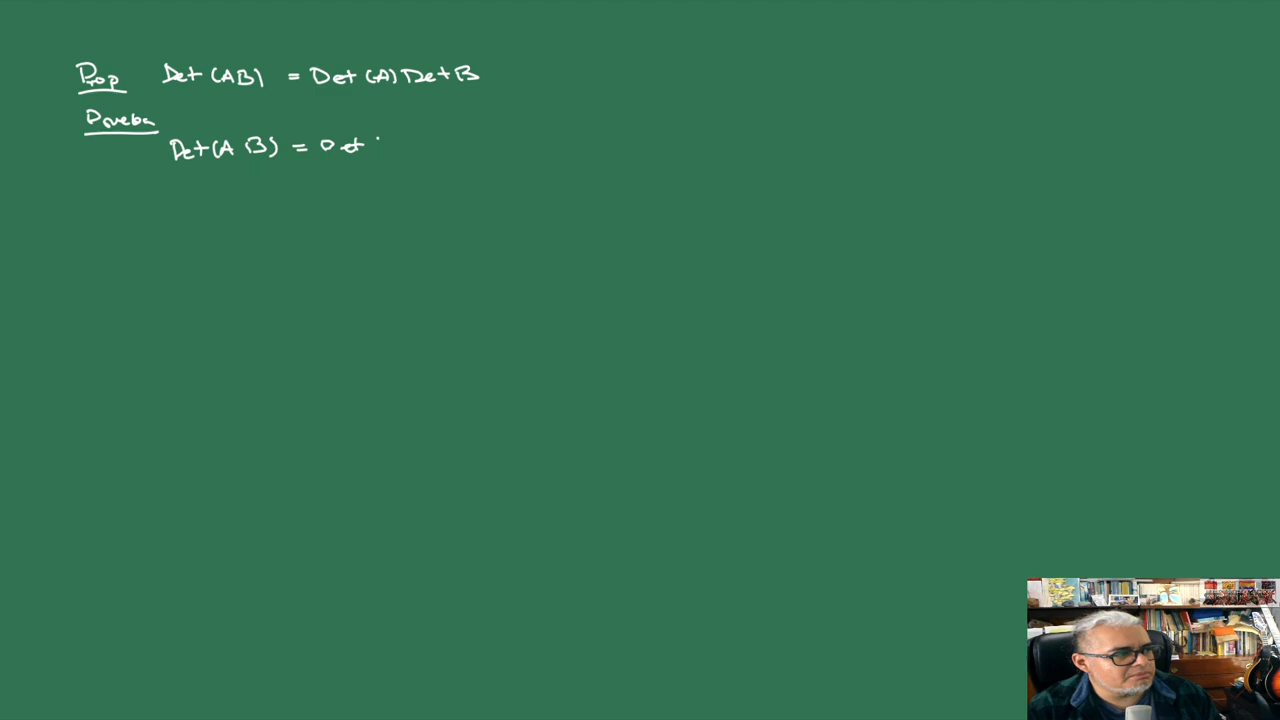 Prop Det (AB) = Det (A) Det B
Prueba
Det (A B) = Det